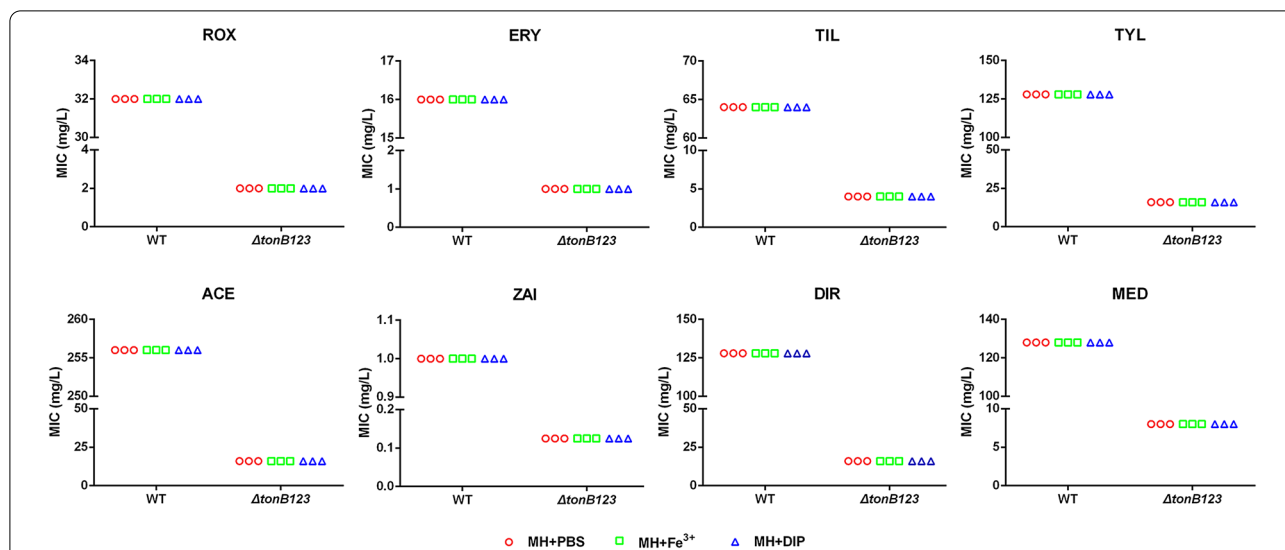 ROX
ERY
TIL
TYL
MIC (mg/L)
34
32
30
4
2
0
WT
ΔtonB123
MIC (mg/L)
17
16
15
2
1
0
WT
ΔtonB123
MIC (mg/L)
70
65
60
10
5
0
WT
ΔtonB123
MIC (mg/L)
150
125
100
50
25
0
WT
ΔtonB123
ACE
ZAI
DIR
MED
MIC (mg/L)
260
255
250
50
25
0
WT
ΔtonB123
MIC (mg/L)
1.1
1.0
0.9
0.2
0.1
0.0
WT
ΔtonB123
MIC (mg/L)
150
125
100
50
25
0
WT
ΔtonB123
MIC (mg/L)
140
120
100
10
5
0
WT
ΔtonB123
MH+PBS MH+Fe³⁺ MH+DIP